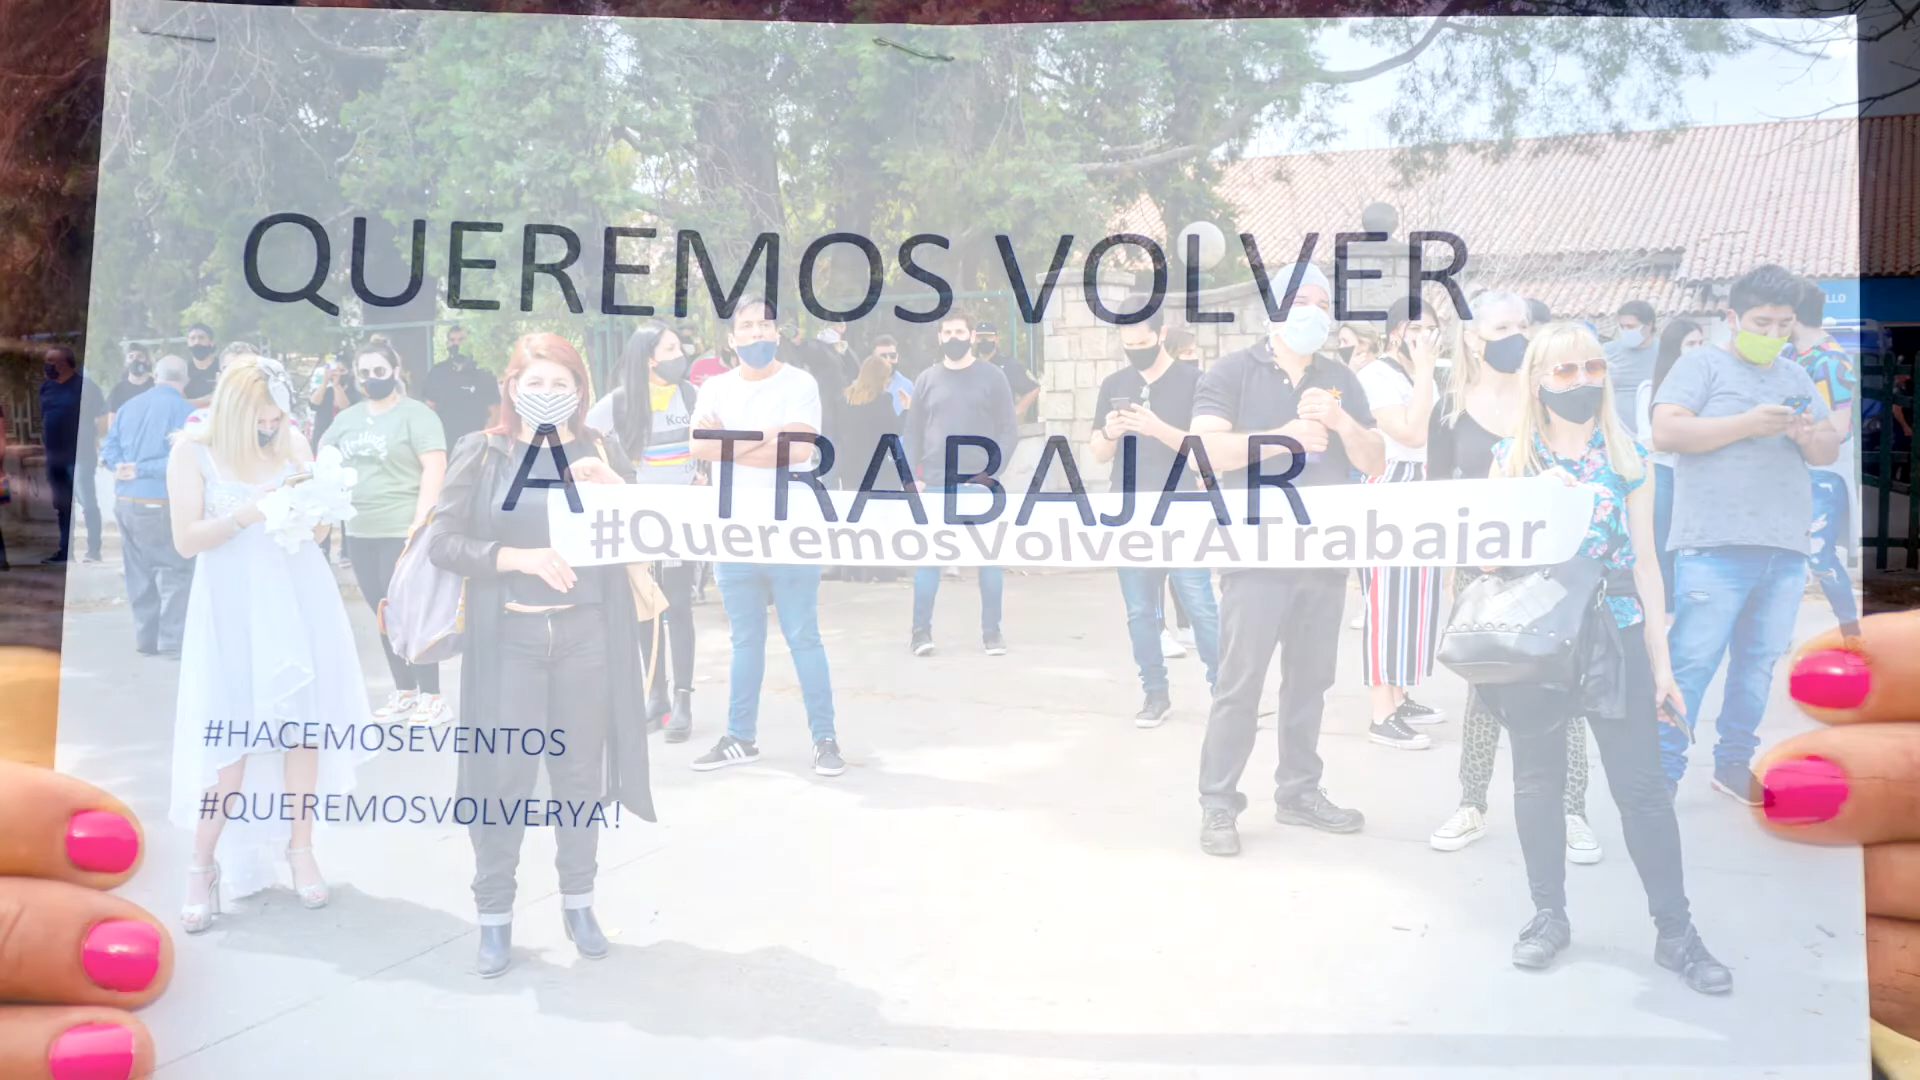 QUEREMOS VOLVER
A TRABAJAR
#QueremosVolverATrabajar
#HACEMOSEVENTOS
#QUEREMOSVOLVERYA!